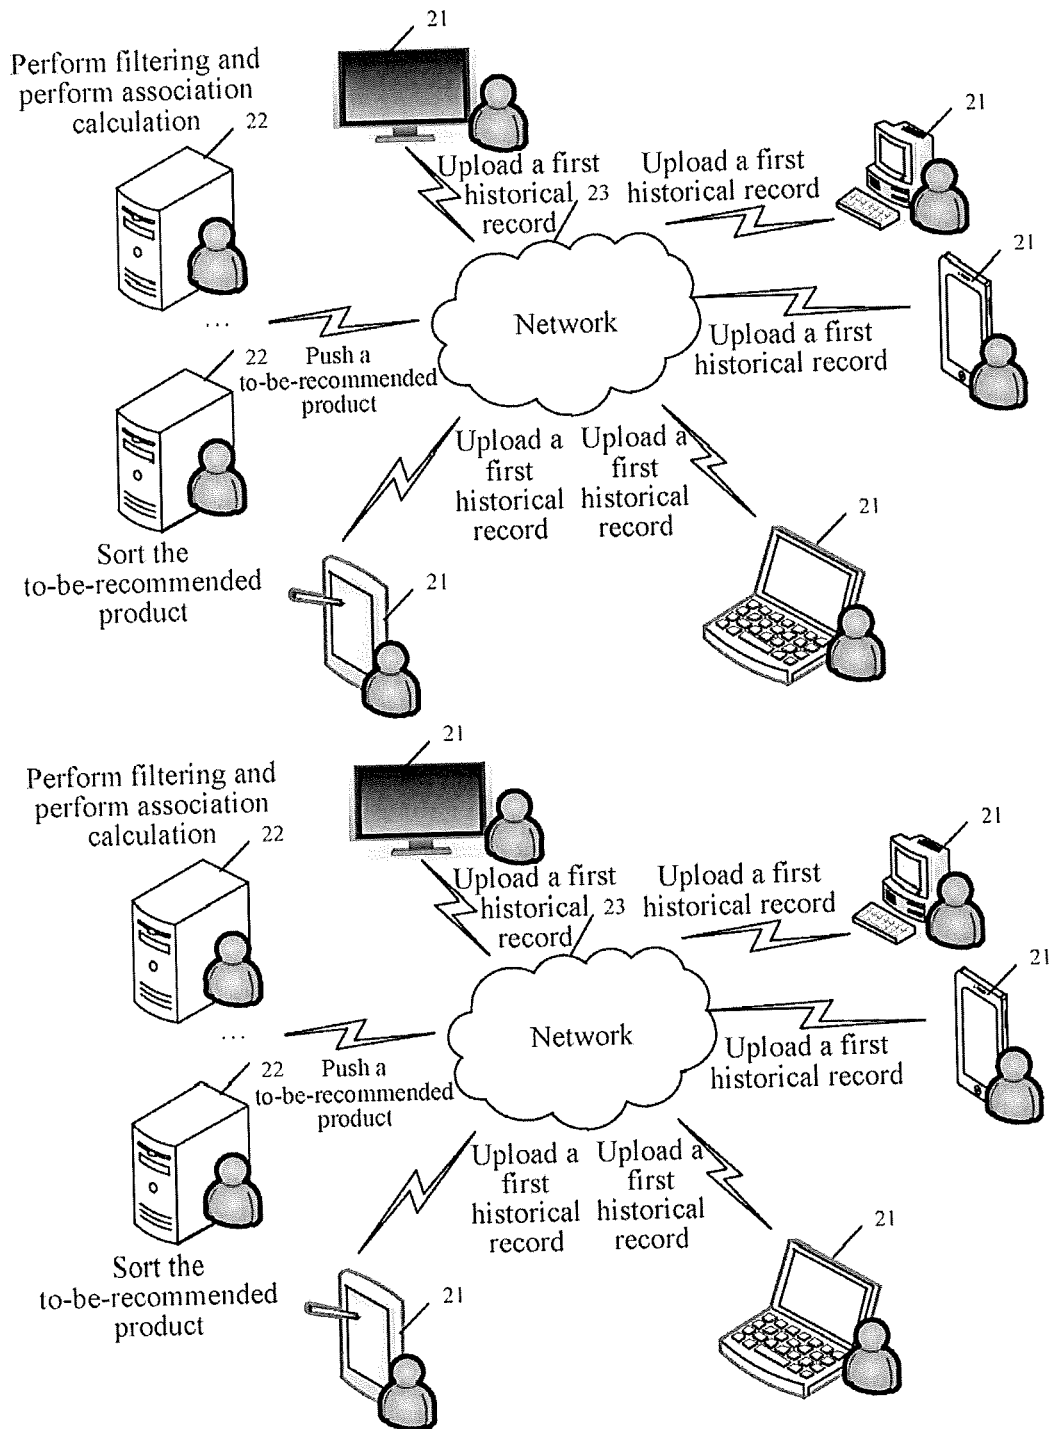 21
Perform filtering and
perform association
calculation
22
21
Upload a first
historical
record
23
Upload a first
historical record
21
Network
Upload a first
historical record
...
22
Push a
to-be-recommended
product
Upload a
first
historical
record
Upload a
first
historical
record
21
Sort the
to-be-recommended
product
21
21
Perform filtering and
perform association
calculation
22
21
Upload a first
historical
record
23
Upload a first
historical record
21
Network
Upload a first
historical record
...
22
Push a
to-be-recommended
product
Upload a
first
historical
record
Upload a
first
historical
record
21
Sort the
to-be-recommended
product
21